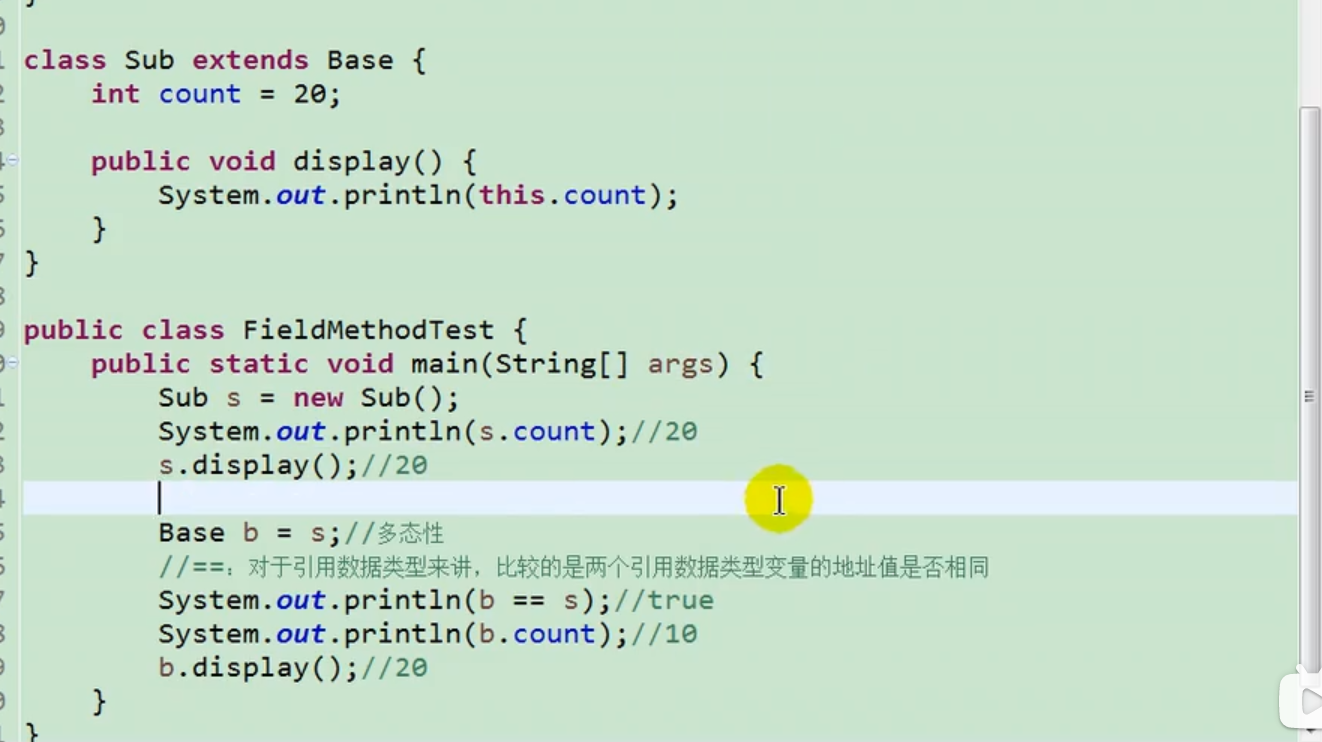 }
class Sub extends Base {
int count = 20;
public void display() {
System.out.println(this.count);
}
}
public class FieldMethodTest {
public static void main(String[] args) {
Sub s = new Sub();
System.out.println(s.count);//20
s.display();//20
Base b = s;//多态性
//==: 对于引用数据类型来讲，比较的是两个引用数据类型变量的地址值是否相同
System.out.println(b == s);//true
System.out.println(b.count);//10
b.display();//20
}
}